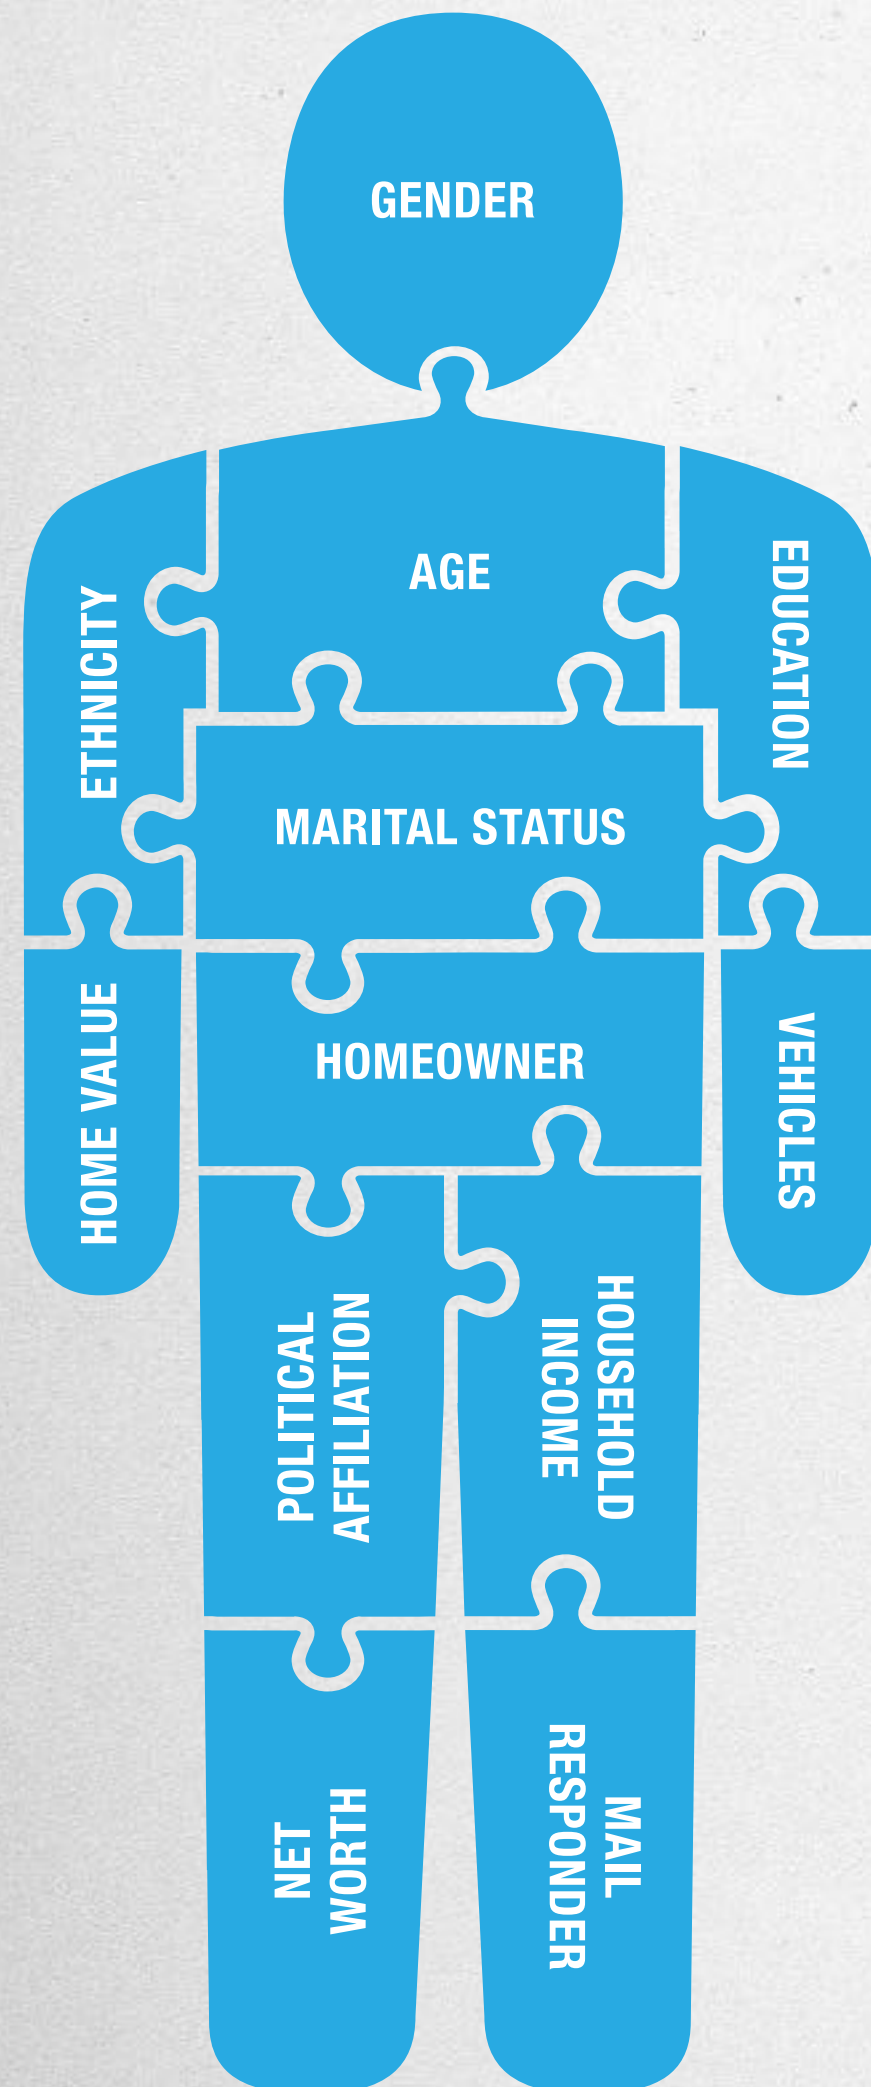 GENDER
AGE
ETHNICITY
EDUCATION
MARITAL STATUS
HOMEOWNER
HOME VALUE
VEHICLES
POLITICAL
AFFILIATION
HOUSEHOLD
INCOME
NET
WORTH
MAIL
RESPONDER